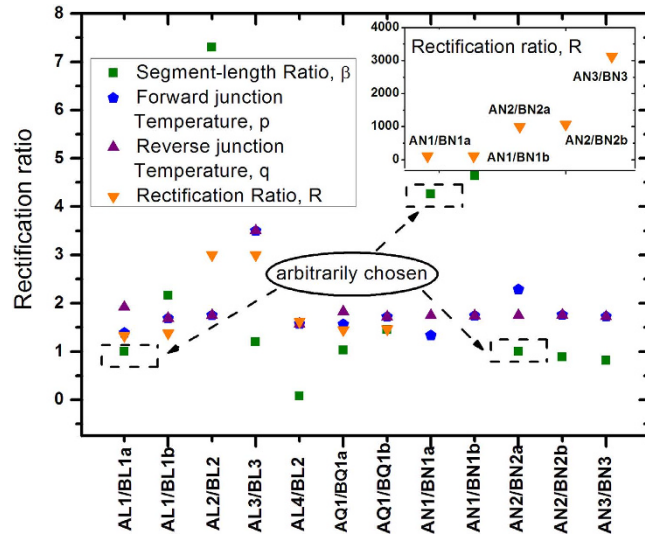 8
7
6
5
4
3
2
1
0
Rectification ratio
Segment-length Ratio, β
Forward junction
Temperature, p
Reverse junction
Temperature, q
Rectification Ratio, R
Rectification ratio, R
4000
3000
2000
1000
0
AN3/BN3
AN2/BN2a
AN1/BN1a
AN2/BN2b
AN1/BN1b
arbitrarily chosen
AL1/BL1a
AL1/BL1b
AL2/BL2
AL3/BL3
AL4/BL2
AQ1/BQ1a
AQ1/BQ1b
AN1/BN1a
AN1/BN1b
AN2/BN2a
AN2/BN2b
AN3/BN3